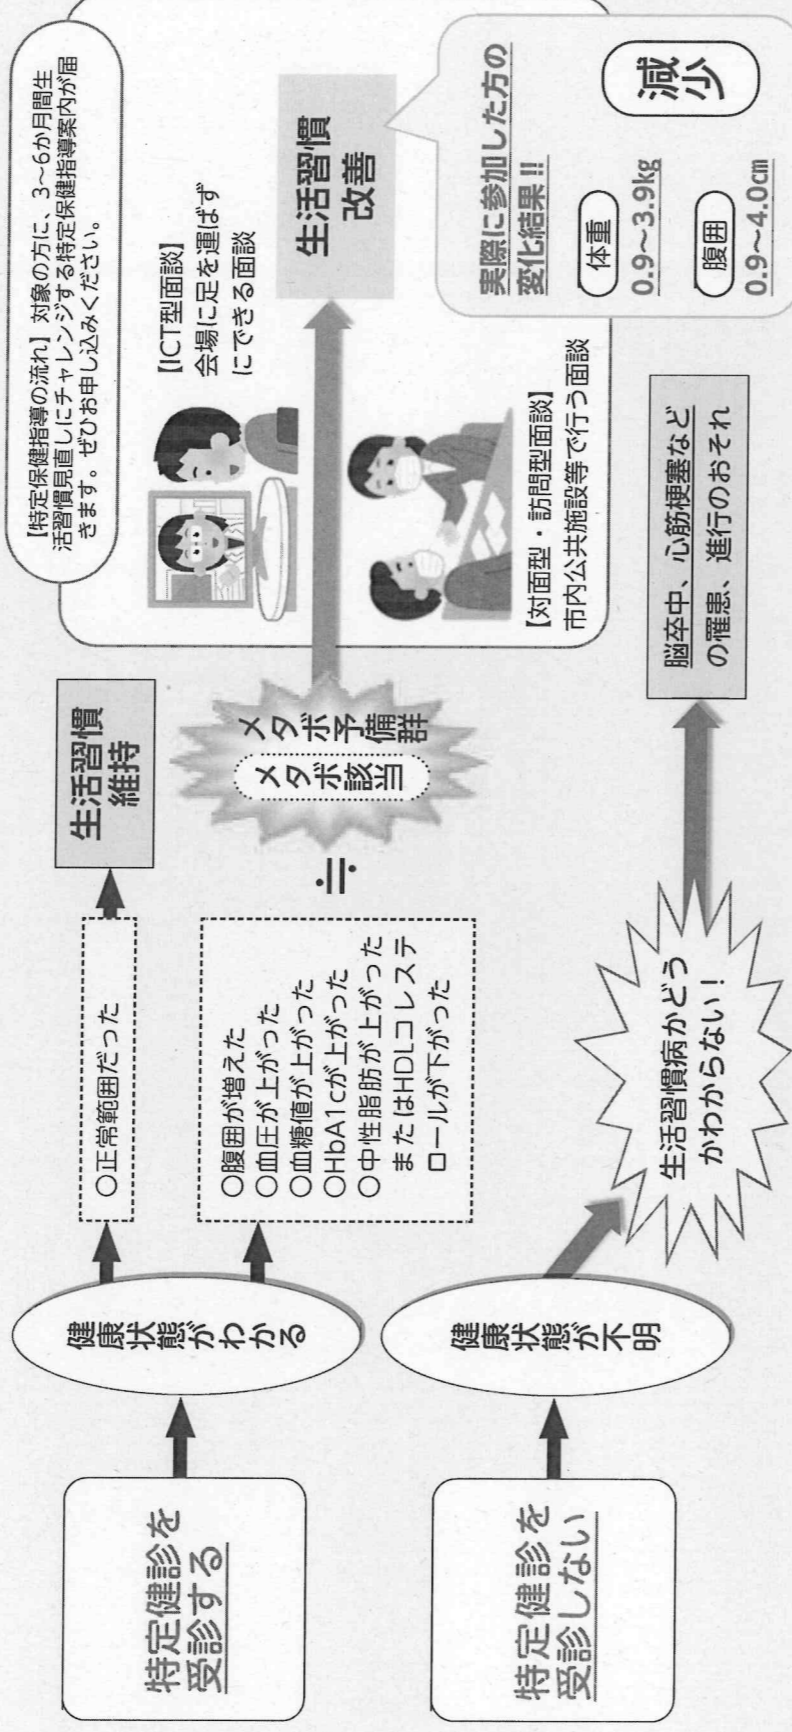 特定健診を
受診する
健康状態がわかる
○正常範囲だった
生活習慣
維持
○腹囲が増えた
○血圧が上がった
○血糖値が上がった
○HbA1cが上がった
○中性脂肪が上がった
またはHDLコレステ
ロールが下がった
≒
メタボ予備群
メタボ該当
【特定保健指導の流れ】対象の方に、3~6か月間生
活習慣見直しにチャレンジする特定保健指導案内が届
きます。ぜひお申し込みください。
【ICT型面談】
会場に足を運ばず
にできる面談
【対面型・訪問型面談】
市内公共施設等で行う面談
生活習慣
改善
実際に参加した方の
変化結果!!
体重
0.9~3.9kg
腹囲
0.9~4.0cm
減少
特定健診を
受診しない
健康状態が不明
生活習慣病かどう
かわからない!
脳卒中、心筋梗塞など
の罹患、進行のおそれ